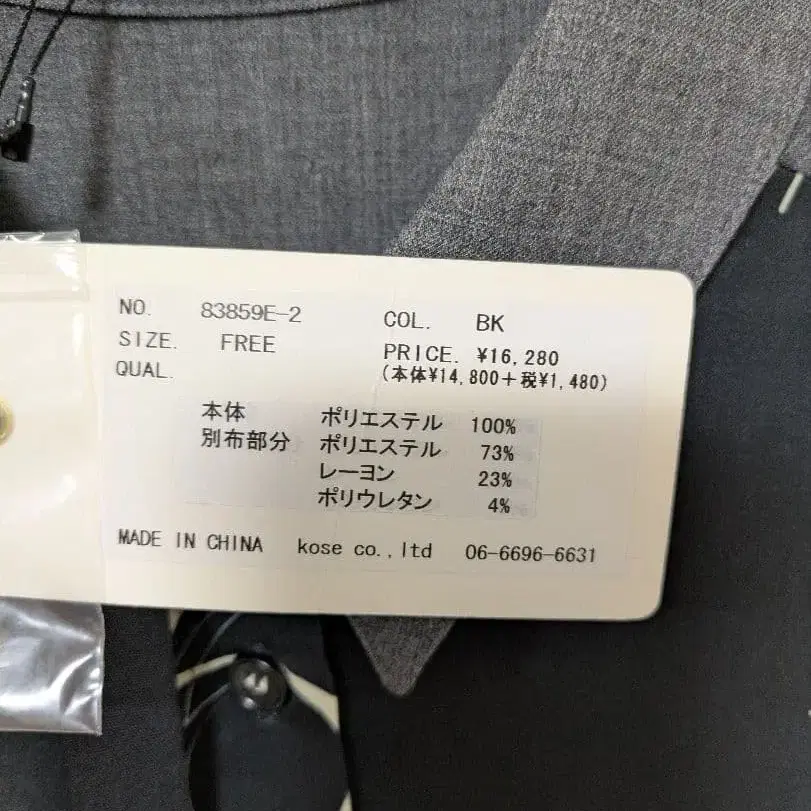 NO. 83859E-2 COL. BK
SIZE. FREE PRICE. ¥16,280
QUAL. (本体¥14,800+税¥1,480)
本体 ポリエステル 100%
別布部分 ポリエステル 73%
レーヨン 23%
ポリウレタン 4%
MADE IN CHINA kose co.,ltd 06-6696-6631